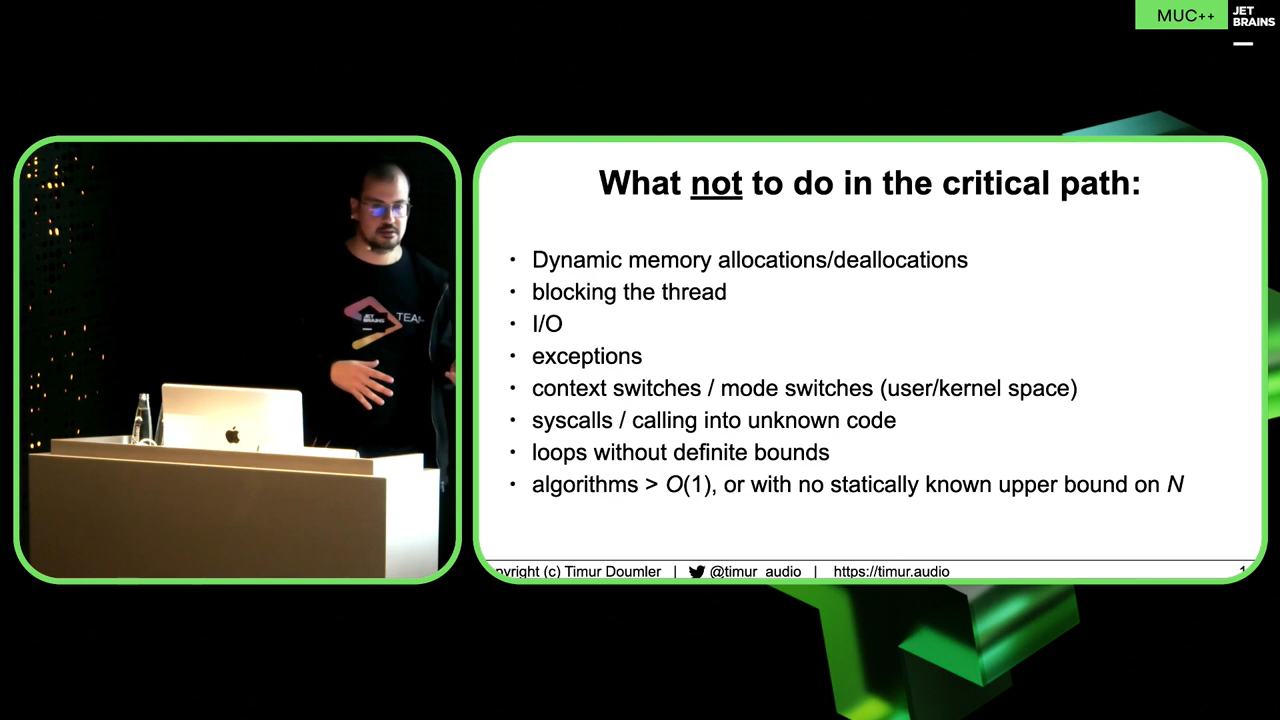 MUC++
JET
BRAINS
What not to do in the critical path:
• Dynamic memory allocations/deallocations
• blocking the thread
• I/O
• exceptions
• context switches / mode switches (user/kernel space)
• syscalls / calling into unknown code
• loops without definite bounds
• algorithms > O(1), or with no statically known upper bound on N
(c) Timur Doumler | @timur_audio | https://timur.audio
JET
BRAINS